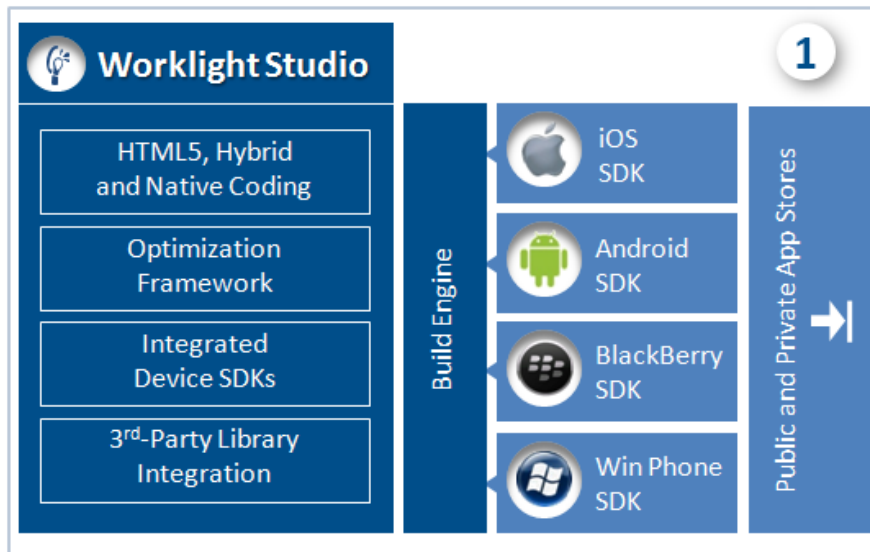 Worklight Studio
1
HTML5, Hybrid
and Native Coding
Optimization
Framework
Integrated
Device SDKs
3rd-Party Library
Integration
Build Engine
iOS
SDK
Android
SDK
BlackBerry
SDK
Win Phone
SDK
Public and Private App Stores